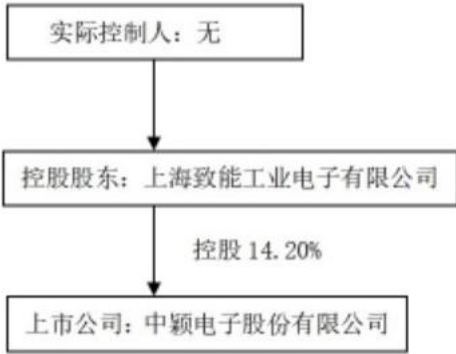 实际控制人：无
控股股东：上海致能工业电子有限公司
控股 14.20%
上市公司：中颖电子股份有限公司